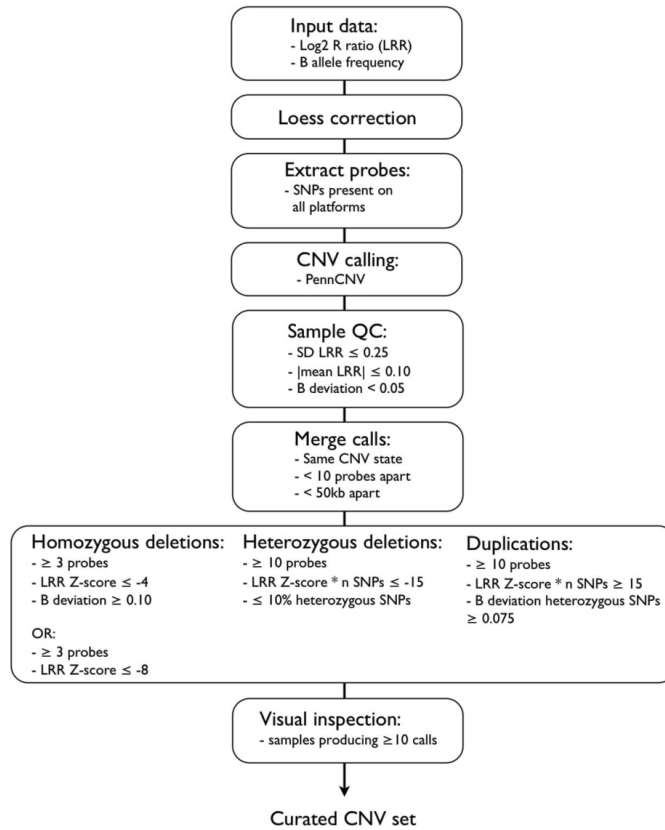 Input data:
- Log2 R ratio (LRR)
- B allele frequency
Loess correction
Extract probes:
- SNPs present on
all platforms
CNV calling:
- PennCNV
Sample QC:
- SD LRR ≤ 0.25
- |mean LRR| ≤ 0.10
- B deviation < 0.05
Merge calls:
- Same CNV state
- < 10 probes apart
- < 50kb apart
Homozygous deletions:
- ≥ 3 probes
- LRR Z-score ≤ -4
- B deviation ≥ 0.10
OR:
- ≥ 3 probes
- LRR Z-score ≤ -8
Heterozygous deletions:
- ≥ 10 probes
- LRR Z-score * n SNPs ≤ -15
- ≤ 10% heterozygous SNPs
Duplications:
- ≥ 10 probes
- LRR Z-score * n SNPs ≥ 15
- B deviation heterozygous SNPs
≥ 0.075
Visual inspection:
- samples producing ≥10 calls
Curated CNV set